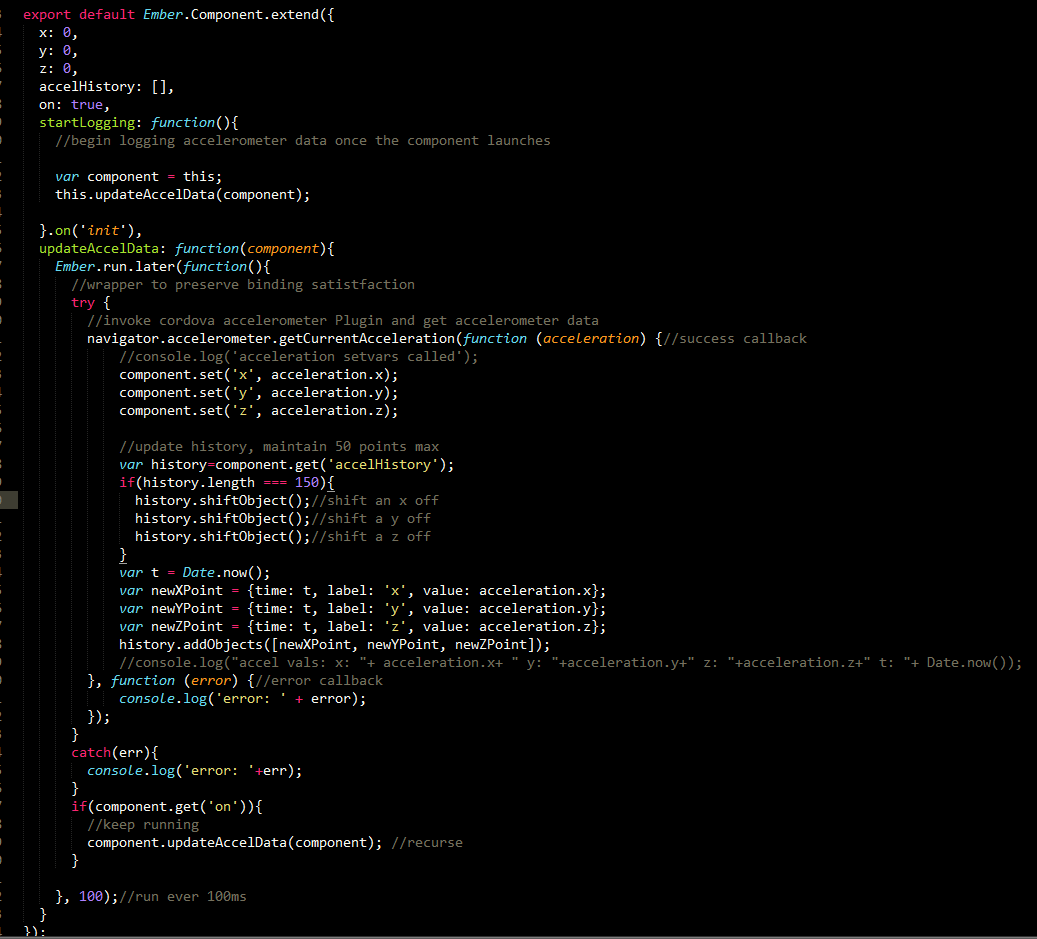 export default Ember.Component.extend({
x: 0,
y: 0,
z: 0,
accelHistory: [],
on: true,
startLogging: function(){
//begin logging accelerometer data once the component launches
var component = this;
this.updateAccelData(component);
}.on('init'),
updateAccelData: function(component){
Ember.run.later(function(){
//wrapper to preserve binding satistfaction
try {
//invoke cordova accelerometer Plugin and get accelerometer data
navigator.accelerometer.getCurrentAcceleration(function (acceleration) {//success callback
//console.log('acceleration setvars called');
component.set('x', acceleration.x);
component.set('y', acceleration.y);
component.set('z', acceleration.z);
//update history, maintain 50 points max
var history=component.get('accelHistory');
if(history.length === 150){
history.shiftObject();//shift an x off
history.shiftObject();//shift a y off
history.shiftObject();//shift a z off
}
var t = Date.now();
var newXPoint = {time: t, label: 'x', value: acceleration.x};
var newYPoint = {time: t, label: 'y', value: acceleration.y};
var newZPoint = {time: t, label: 'z', value: acceleration.z};
history.addObjects([newXPoint, newYPoint, newZPoint]);
//console.log("accel vals: x: "+ acceleration.x+ " y: "+acceleration.y+" z: "+acceleration.z+" t: "+ Date.now());
}, function (error) {//error callback
console.log('error: ' + error);
});
}
catch(err){
console.log('error: '+err);
}
if(component.get('on')){
//keep running
component.updateAccelData(component); //recurse
}
}, 100);//run ever 100ms
}
});